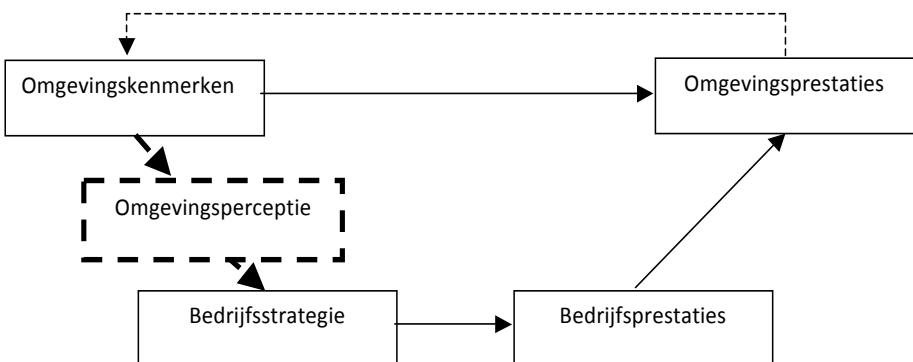 Omgevingskenmerken
Omgevingsprestaties
Omgevingsperceptie
Bedrijfsstrategie
Bedrijfsprestaties